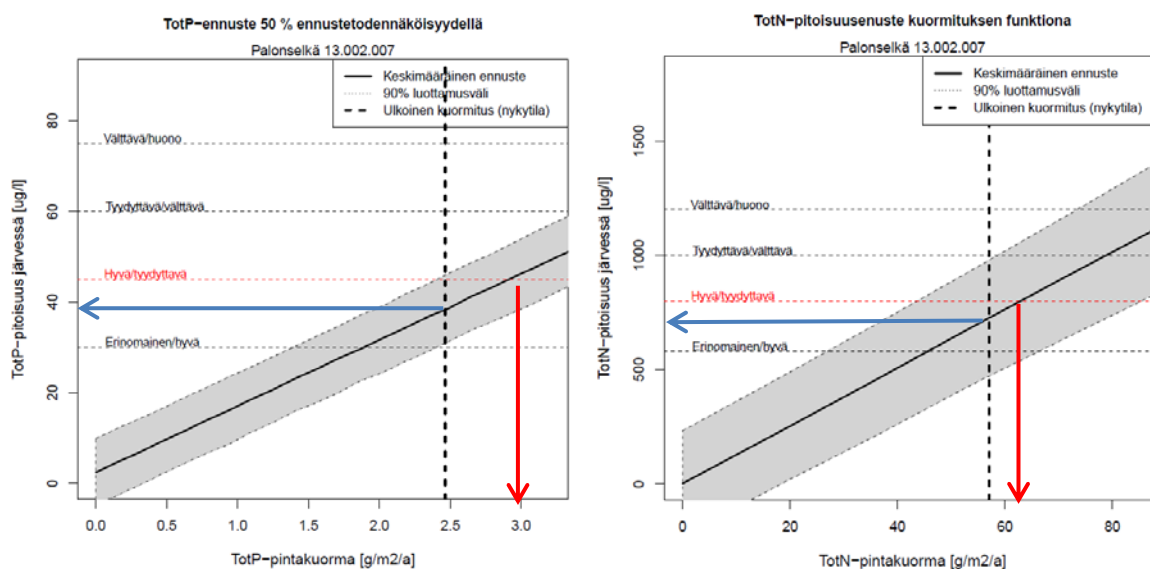 TotP−ennuste 50 % ennustetodennäköisyydellä
Palonselkä 13.002.007
Keskimääräinen ennuste
90% luottamusväli
Ulkoinen kuormitus (nykytila)
TotP−pitoisuus järvessä [ug/l]
80
60
40
20
0
Välttävä/huono
Tyydyttävä/välttävä
Hyvä/tyydyttävä
Erinomainen/hyvä
0.0 0.5 1.0 1.5 2.0 2.5 3.0
TotP−pintakuorma [g/m2/a]
TotN−pitoisuusenuste kuormituksen funktiona
Palonselkä 13.002.007
Keskimääräinen ennuste
90% luottamusväli
Ulkoinen kuormitus (nykytila)
TotN−pitoisuus järvessä [ug/l]
1500
1000
500
0
Välttävä/huono
Tyydyttävä/välttävä
Hyvä/tyydyttävä
Erinomainen/hyvä
0 20 40 60 80
TotN−pintakuorma [g/m2/a]